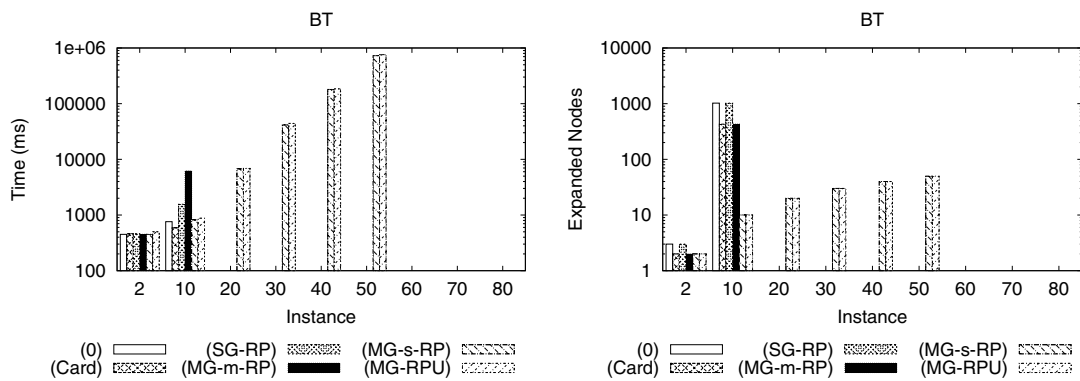 BT
1e+06
100000
10000
1000
100
Time (ms)
2 10 20 30 40 50 60 70 80
Instance
(0) (SG-RP) (MG-s-RP)
(Card) (MG-m-RP) (MG-RPU)
BT
10000
1000
100
10
1
Expanded Nodes
2 10 20 30 40 50 60 70 80
Instance
(0) (SG-RP) (MG-s-RP)
(Card) (MG-m-RP) (MG-RPU)